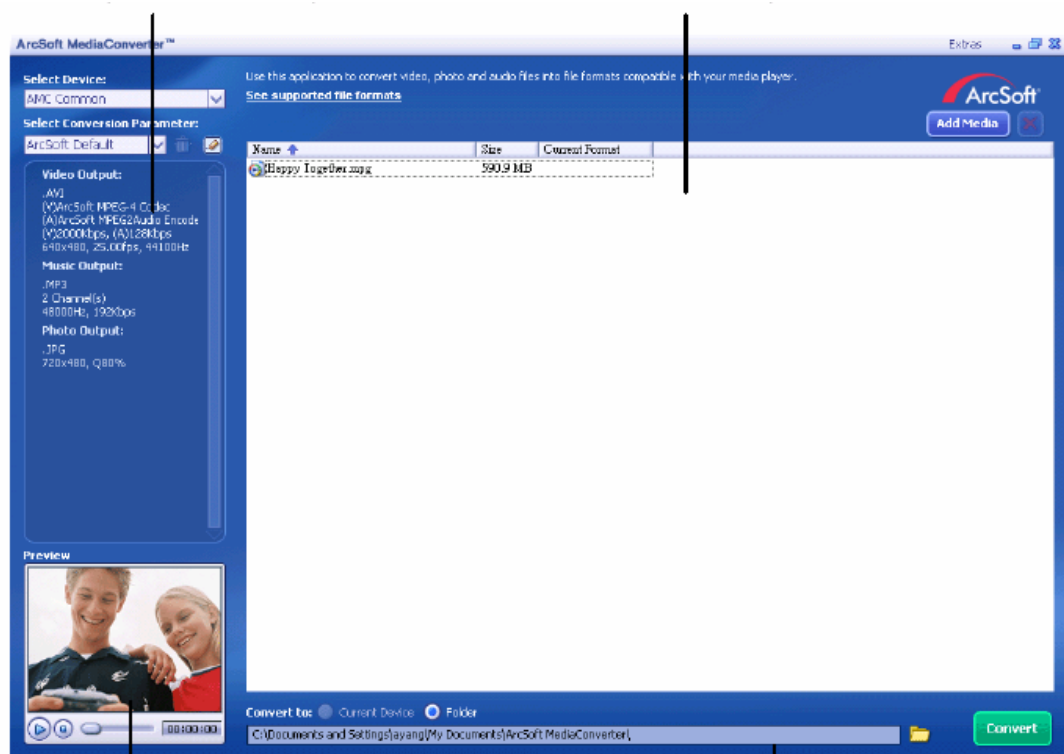 ArcSoft MediaConverter™
Extras
Select Device:
AMC Common
Select Conversion Parameter:
ArcSoft Default
Video Output:
.AVI
(V)ArcSoft MPEG-4 Codec
(A)ArcSoft MPEG2Audio Encode
(V)2000Kbps, (A)128Kbps
640x480, 25.00fps, 44100Hz
Music Output:
.MP3
2 Channel(s)
48000Hz, 192Kbps
Photo Output:
.JPG
720x480, Q80%
Preview
00:00:00
Use this application to convert video, photo and audio files into file formats compatible with your media player.
See supported file formats
ArcSoft
Add Media
Name Size Current Format
Happy Together.mpg 590.9 MB
Convert to: Current Device Folder
C:\Documents and Settings\ayang\My Documents\ArcSoft MediaConverter\
Convert